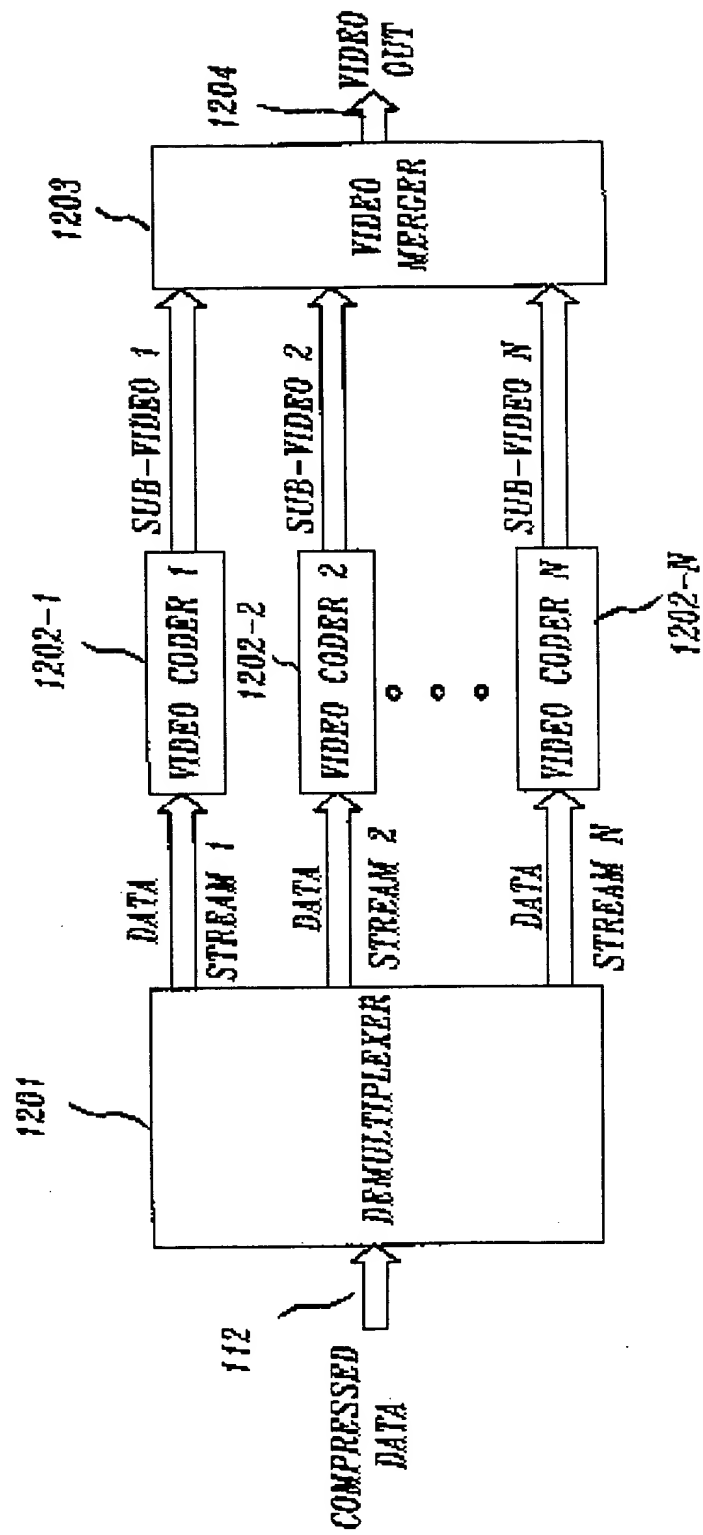 COMPRESSED
DATA
112
1201
DEMULTIPLEXER
DATA
STREAM 1
DATA
STREAM 2
DATA
STREAM N
1202-1
VIDEO CODER 1
1202-2
VIDEO CODER 2
VIDEO CODER N
1202-N
SUB-VIDEO 1
SUB-VIDEO 2
SUB-VIDEO N
1203
VIDEO
MERGER
1204
VIDEO
OUT